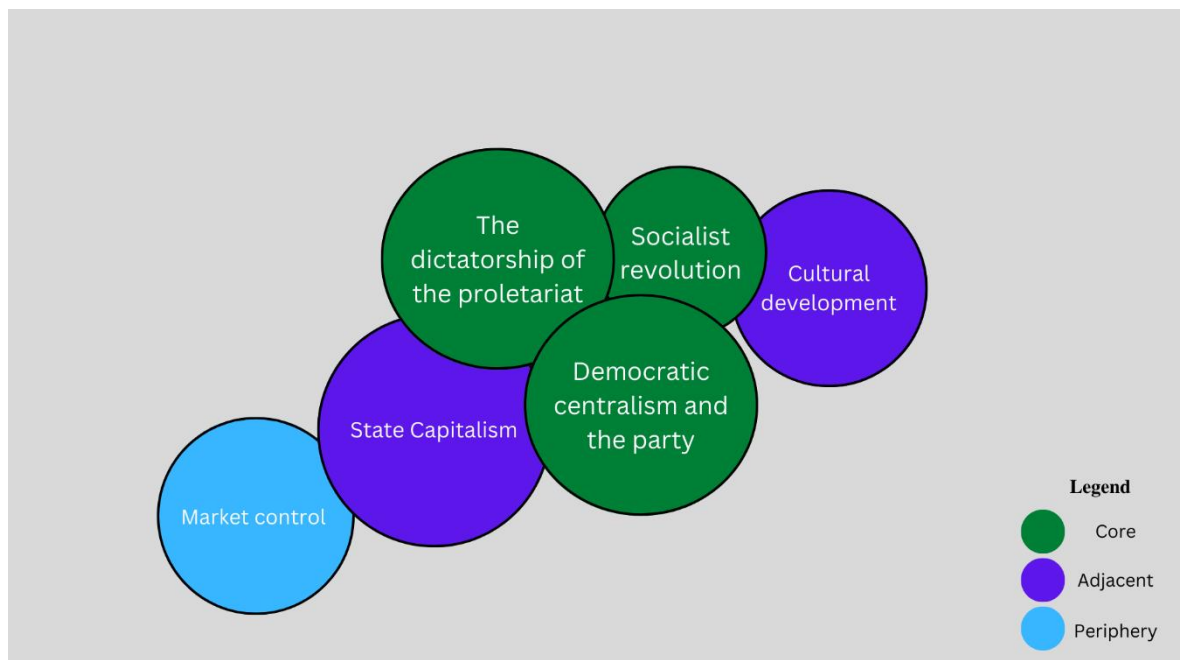 The
dictatorship of
the proletariat
Socialist
revolution
Cultural
development
Democratic
centralism and
the party
State Capitalism
Market control
Legend
Core
Adjacent
Periphery